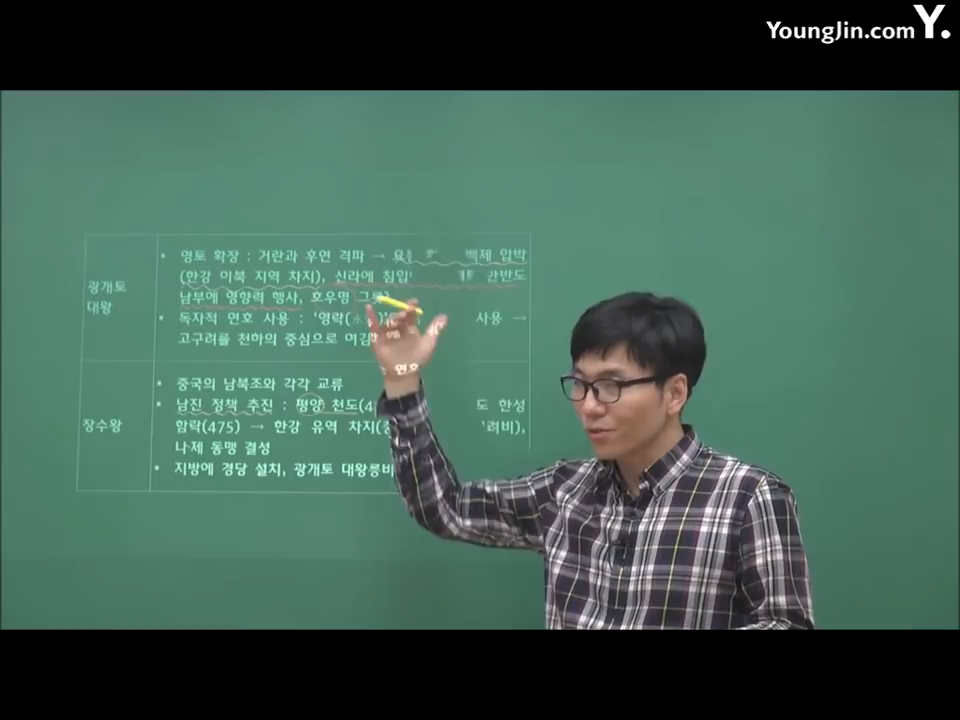 YoungJin.com Y.
광개토
대왕
• 영토 확장 : 거란과 후연 격파 → 백제 압박
(한강 이북 지역 차지), 신라에 침입 한반도
남부에 영향력 행사, 호우명 그릇)
• 독자적 연호 사용 : '영락(永 사용 →
고구려를 천하의 중심으로 여김
연호
장수왕
• 중국의 남북조와 각각 교류
• 남진 정책 추진 : 평양 천도(4 도 한성
함락(475) → 한강 유역 차지( 려비),
나제 동맹 결성
• 지방에 경당 설치, 광개토 대왕릉비